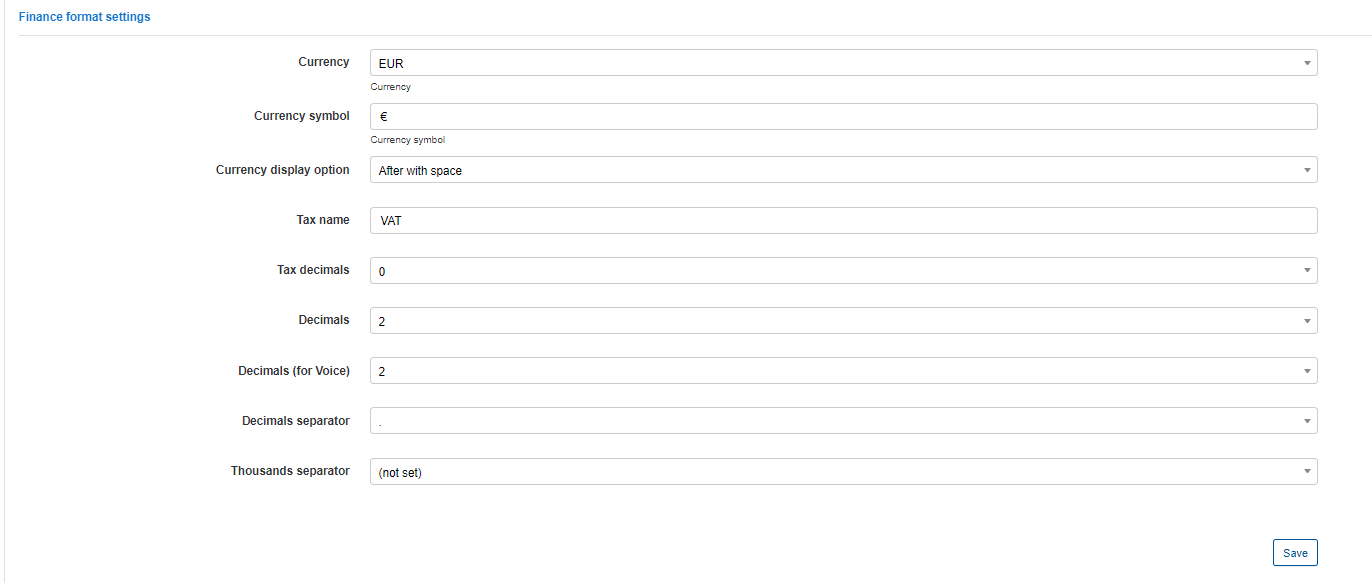 Finance format settings
Currency
EUR
Currency
Currency symbol
€
Currency symbol
Currency display option
After with space
Tax name
VAT
Tax decimals
0
Decimals
2
Decimals (for Voice)
2
Decimals separator
.
Thousands separator
(not set)
Save